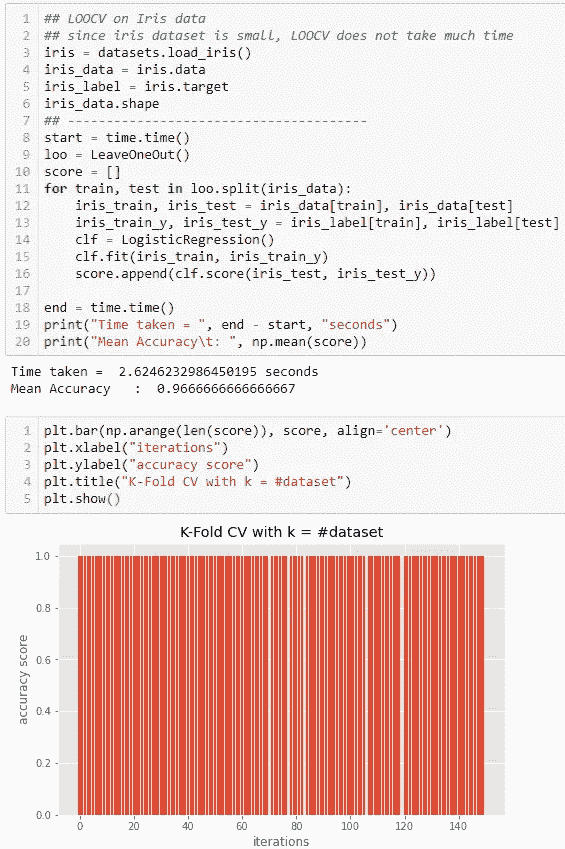 1 ## LOOCV on Iris data
2 ## since iris dataset is small, LOOCV does not take much time
3 iris = datasets.load_iris()
4 iris_data = iris.data
5 iris_label = iris.target
6 iris_data.shape
7 ## -------------------------------------
8 start = time.time()
9 loo = LeaveOneOut()
10 score = []
11 for train, test in loo.split(iris_data):
12     iris_train, iris_test = iris_data[train], iris_data[test]
13     iris_train_y, iris_test_y = iris_label[train], iris_label[test]
14     clf = LogisticRegression()
15     clf.fit(iris_train, iris_train_y)
16     score.append(clf.score(iris_test, iris_test_y))
17
18 end = time.time()
19 print("Time taken = ", end - start, "seconds")
20 print("Mean Accuracy\t: ", np.mean(score))
Time taken =  2.6246232986450195 seconds
Mean Accuracy   :  0.9666666666666667
1 plt.bar(np.arange(len(score)), score, align='center')
2 plt.xlabel("iterations")
3 plt.ylabel("accuracy score")
4 plt.title("K-Fold CV with k = #dataset")
5 plt.show()
K-Fold CV with k = #dataset
1.0
0.8
0.6
0.4
0.2
0.0
accuracy score
0 20 40 60 80 100 120 140
iterations